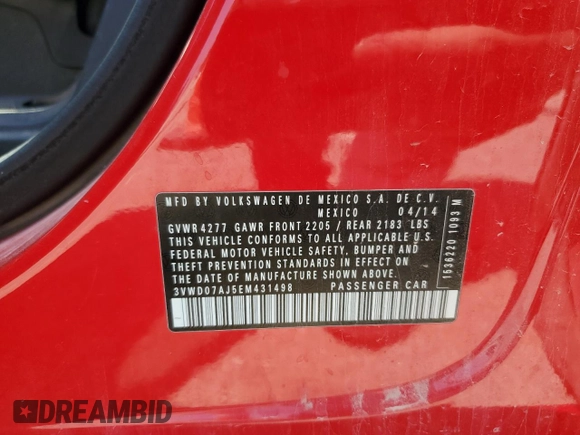 MFD BY VOLKSWAGEN DE MEXICO S.A. DE C.V.
MEXICO 04/14
GVWR 4277 GAWR FRONT 2205 / REAR 2183 LBS
THIS VEHICLE CONFORMS TO ALL APPLICABLE U.S.
FEDERAL MOTOR VEHICLE SAFETY, BUMPER AND
THEFT PREVENTION STANDARDS IN EFFECT ON
THE DATE OF MANUFACTURE SHOWN ABOVE.
3VWD07AJ5EM431498 PASSENGER CAR
1536220 1093 M
DREAMBID